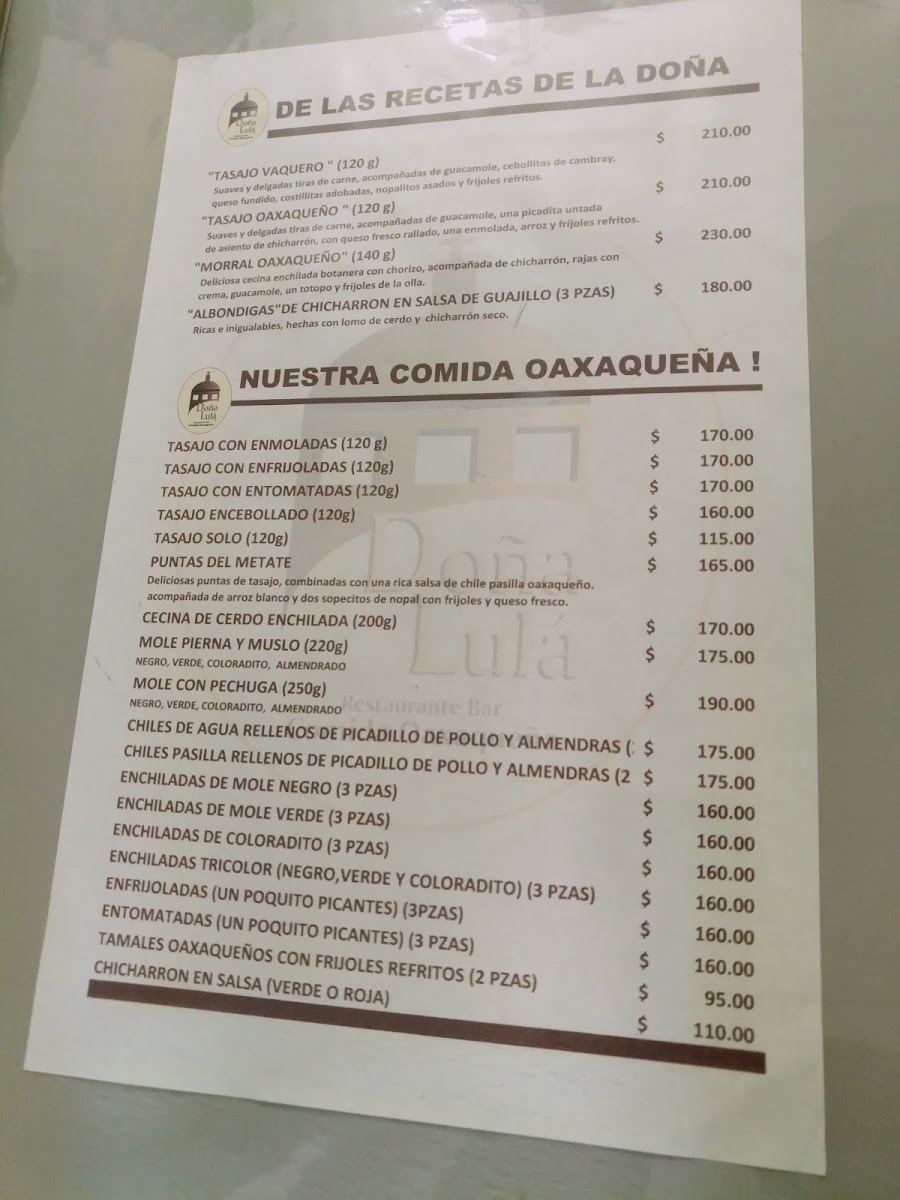 Doña Lulá
DE LAS RECETAS DE LA DOÑA
"TASAJO VAQUERO " (120 g) $ 210.00
Suaves y delgadas tiras de carne, acompañadas de guacamole, cebollitas de cambray,
queso fundido, costillitas adobadas, nopalitos asados y frijoles refritos.
"TASAJO OAXAQUEÑO " (120 g) $ 210.00
Suaves y delgadas tiras de carne, acompañadas de guacamole, una picadita untada
de asiento de chicharrón, con queso fresco rallado, una enmolada, arroz y frijoles refritos.
"MORRAL OAXAQUEÑO" (140 g) $ 230.00
Deliciosa cecina enchilada botanera con chorizo, acompañada de chicharrón, rajas con
crema, guacamole, un totopo y frijoles de la olla.
"ALBONDIGAS"DE CHICHARRON EN SALSA DE GUAJILLO (3 PZAS) $ 180.00
Ricas e inigualables, hechas con lomo de cerdo y chicharrón seco.
Doña Lulá
NUESTRA COMIDA OAXAQUEÑA !
TASAJO CON ENMOLADAS (120 g) $ 170.00
TASAJO CON ENFRIJOLADAS (120g) $ 170.00
TASAJO CON ENTOMATADAS (120g) $ 170.00
TASAJO ENCEBOLLADO (120g) $ 160.00
TASAJO SOLO (120g) $ 115.00
PUNTAS DEL METATE $ 165.00
Deliciosas puntas de tasajo, combinadas con una rica salsa de chile pasilla oaxaqueño.
acompañada de arroz blanco y dos sopecitos de nopal con frijoles y queso fresco.
CECINA DE CERDO ENCHILADA (200g) $ 170.00
MOLE PIERNA Y MUSLO (220g) $ 175.00
NEGRO, VERDE, COLORADITO, ALMENDRADO
MOLE CON PECHUGA (250g) $ 190.00
NEGRO, VERDE, COLORADITO, ALMENDRADO
CHILES DE AGUA RELLENOS DE PICADILLO DE POLLO Y ALMENDRAS ( $ 175.00
CHILES PASILLA RELLENOS DE PICADILLO DE POLLO Y ALMENDRAS (2 $ 175.00
ENCHILADAS DE MOLE NEGRO (3 PZAS) $ 160.00
ENCHILADAS DE MOLE VERDE (3 PZAS) $ 160.00
ENCHILADAS DE COLORADITO (3 PZAS) $ 160.00
ENCHILADAS TRICOLOR (NEGRO,VERDE Y COLORADITO) (3 PZAS) $ 160.00
ENFRIJOLADAS (UN POQUITO PICANTES) (3PZAS) $ 160.00
ENTOMATADAS (UN POQUITO PICANTES) (3 PZAS) $ 160.00
TAMALES OAXAQUEÑOS CON FRIJOLES REFRITOS (2 PZAS) $ 95.00
CHICHARRON EN SALSA (VERDE O ROJA) $ 110.00
Doña
Lulá
Restaurante Bar